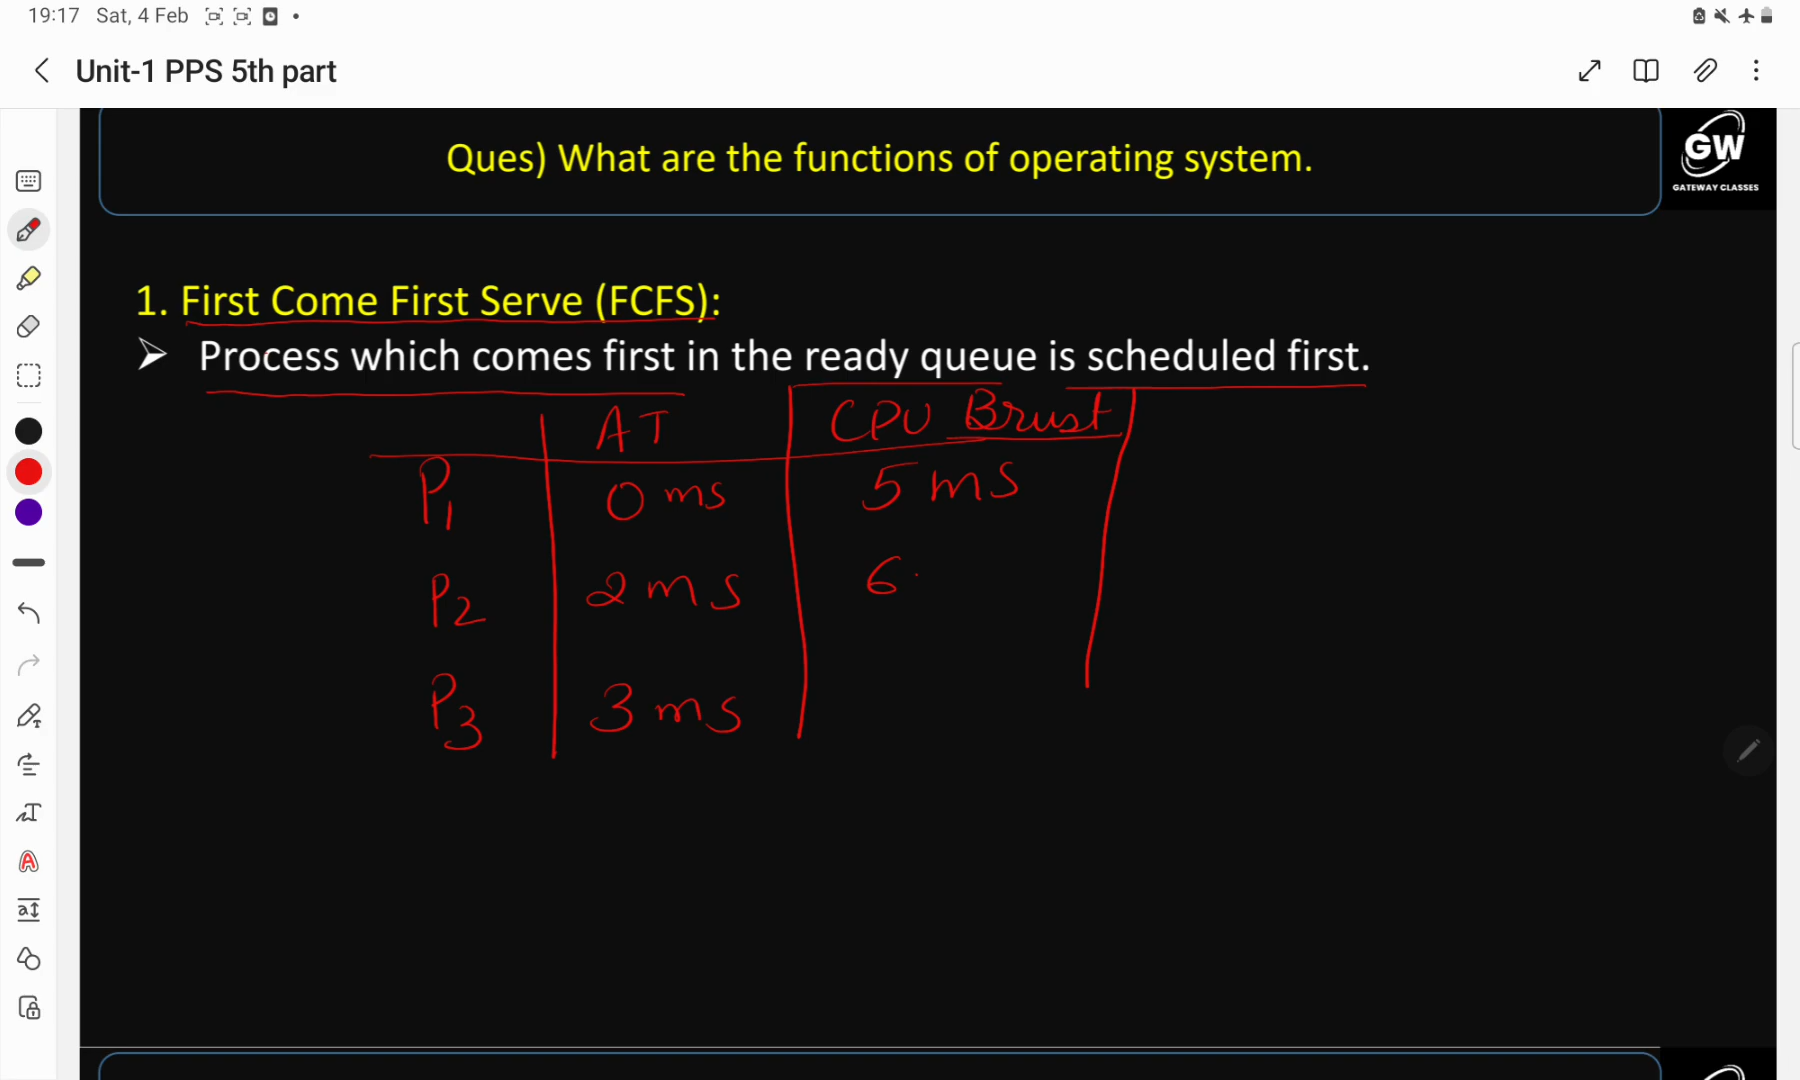 19:17 Sat, 4 Feb
Unit-1 PPS 5th part
Ques) What are the functions of operating system.
GW
GATEWAY CLASSES
1. First Come First Serve (FCFS):
➢ Process which comes first in the ready queue is scheduled first.
AT CPU Brust
P1 0 ms 5 ms
P2 2 ms 6
P3 3 ms